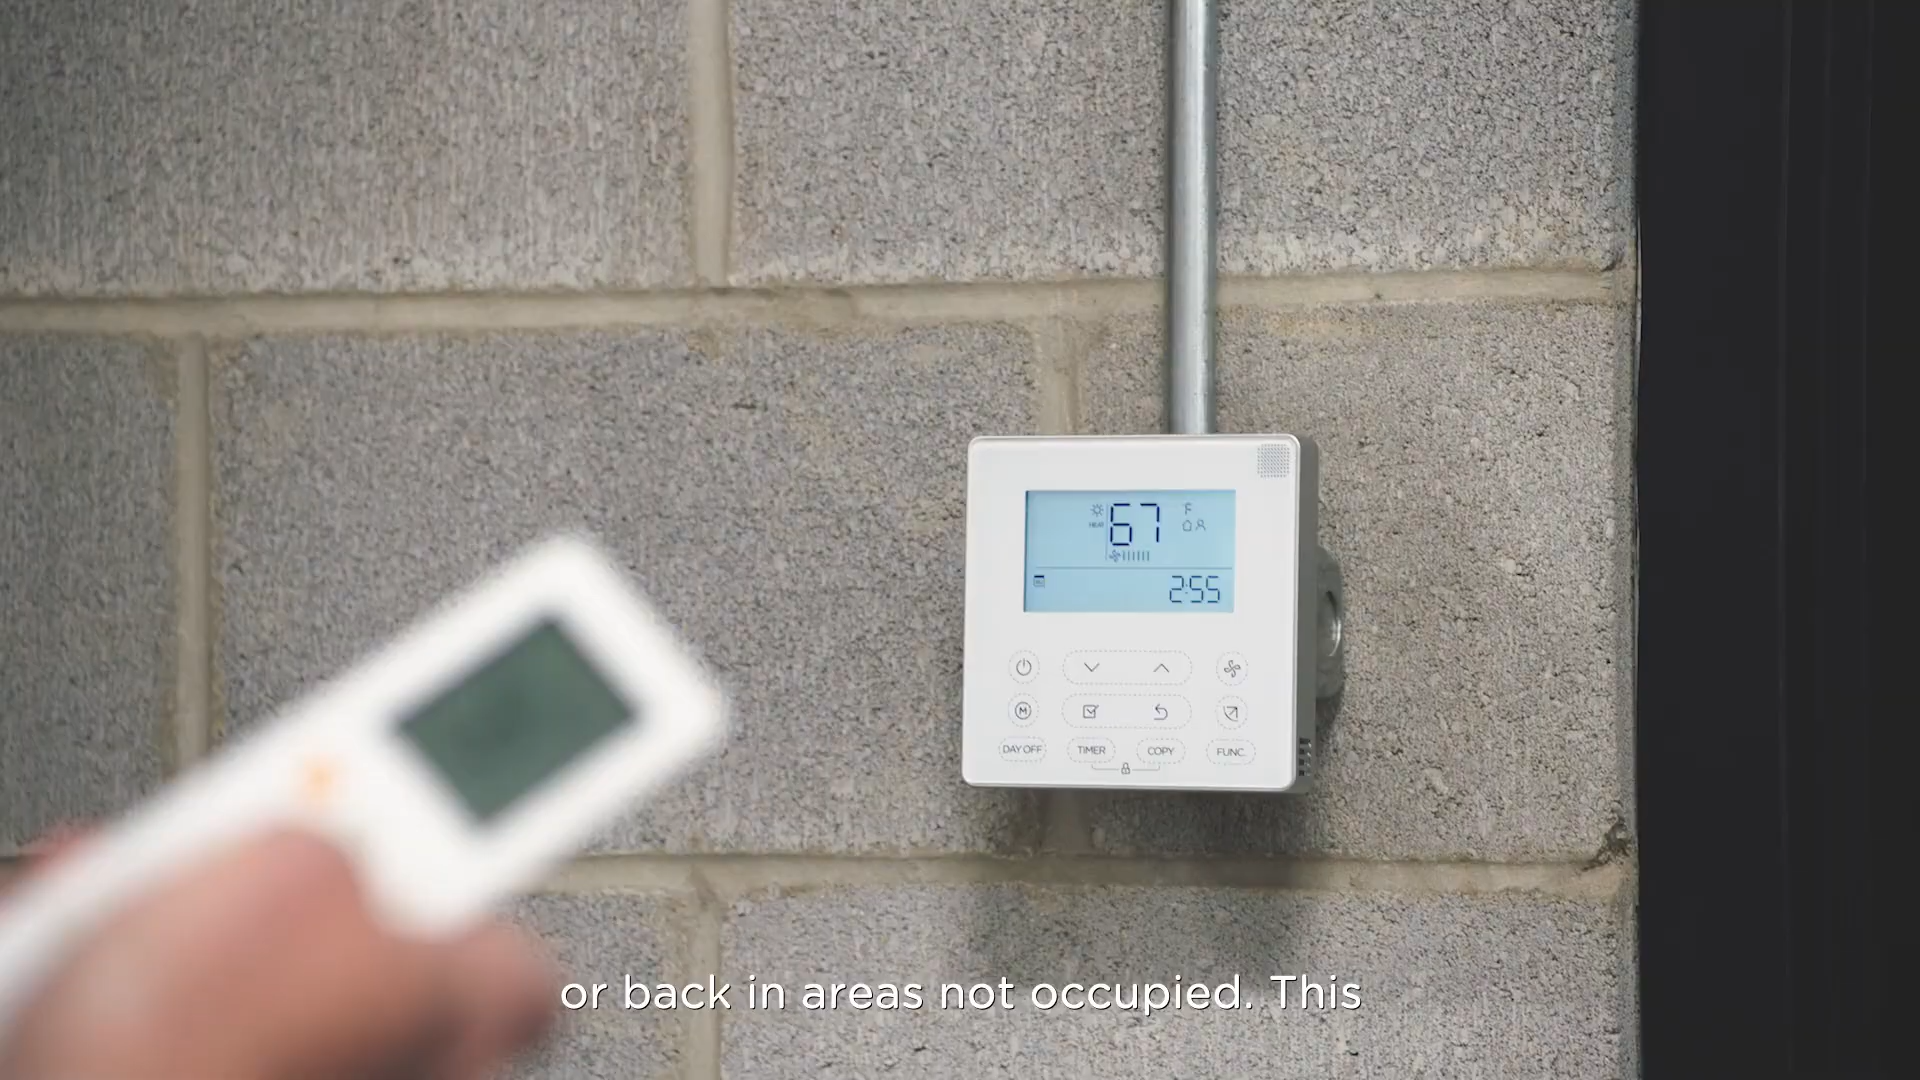 HEAT 67 °F
2:55
M
DAY OFF TIMER COPY FUNC.
or back in areas not occupied. This